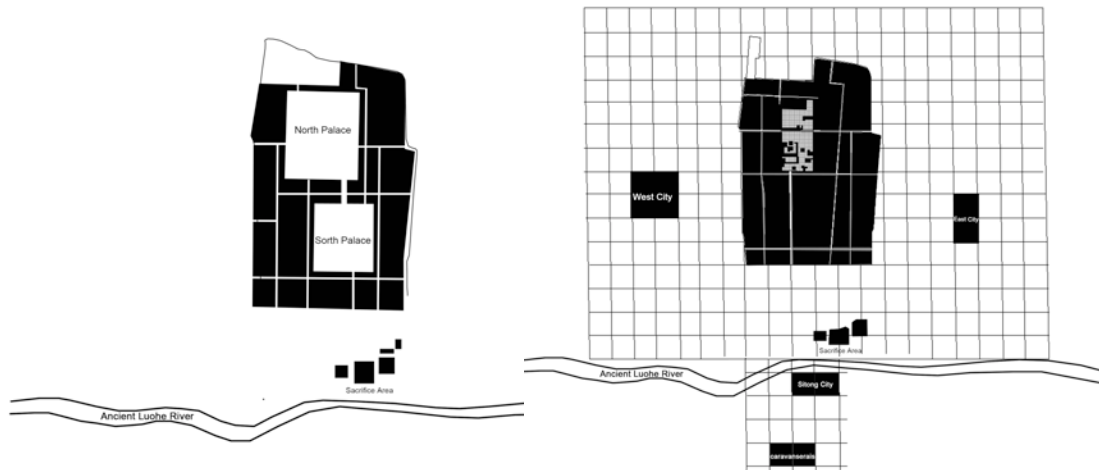 North Palace
Sorth Palace
Sacrifice Area
Ancient Luohe River
West City
East City
Sacrifice Area
Ancient Luohe River
Sitong City
caravanserais